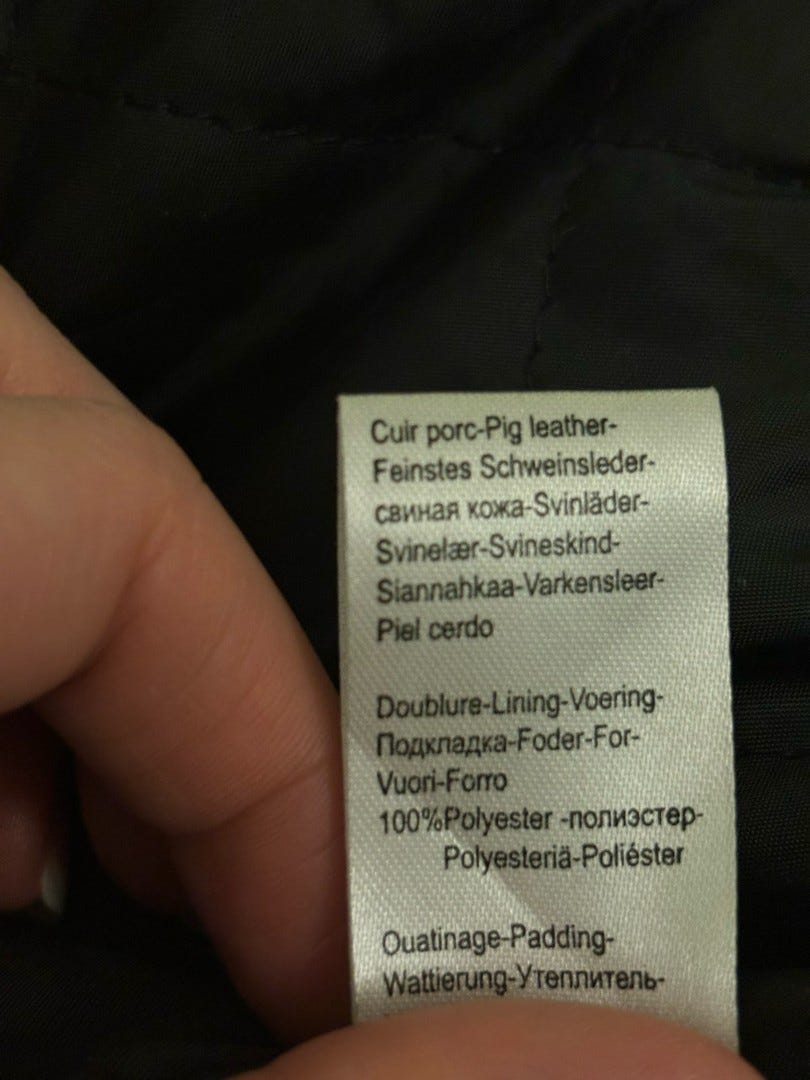 Cuir porc-Pig leather-
Feinstes Schweinsleder-
свиная кожа-Svinläder-
Svinelær-Svineskind-
Siannahkaa-Varkensleer-
Piel cerdo
Doublure-Lining-Voering-
Подкладка-Foder-For-
Vuori-Forro
100%Polyester -полиэстер-
Polyesteriä-Poliéster
Ouatinage-Padding-
Wattierung-Утеплитель-